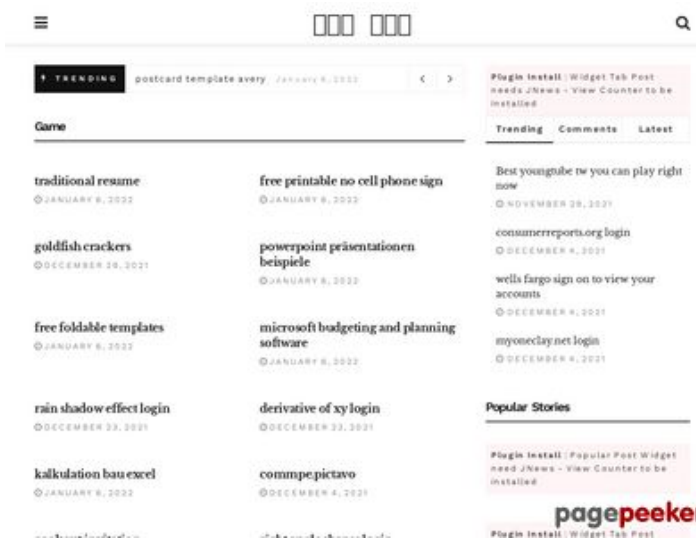 TRENDING postcard template avery January 6, 2022
Game
traditional resume
JANUARY 6, 2022
free printable no cell phone sign
JANUARY 6, 2022
goldfish crackers
DECEMBER 28, 2021
powerpoint präsentationen
beispiele
JANUARY 6, 2022
free foldable templates
JANUARY 6, 2022
microsoft budgeting and planning
software
JANUARY 6, 2022
rain shadow effect login
DECEMBER 23, 2021
derivative of xy login
DECEMBER 23, 2021
kalkulation bau excel
JANUARY 6, 2022
commpe.pictavo
DECEMBER 4, 2021
Plugin Install : Widget Tab Post
needs JNews - View Counter to be
installed
Trending Comments Latest
Best youngtube tw you can play right
now
NOVEMBER 28, 2021
consumerreports.org login
DECEMBER 4, 2021
wells fargo sign on to view your
accounts
DECEMBER 4, 2021
myoneclay.net login
DECEMBER 4, 2021
Popular Stories
Plugin Install : Popular Post Widget
need JNews - View Counter to be
installed
pagepeeker
Plugin Install : Widget Tab Post